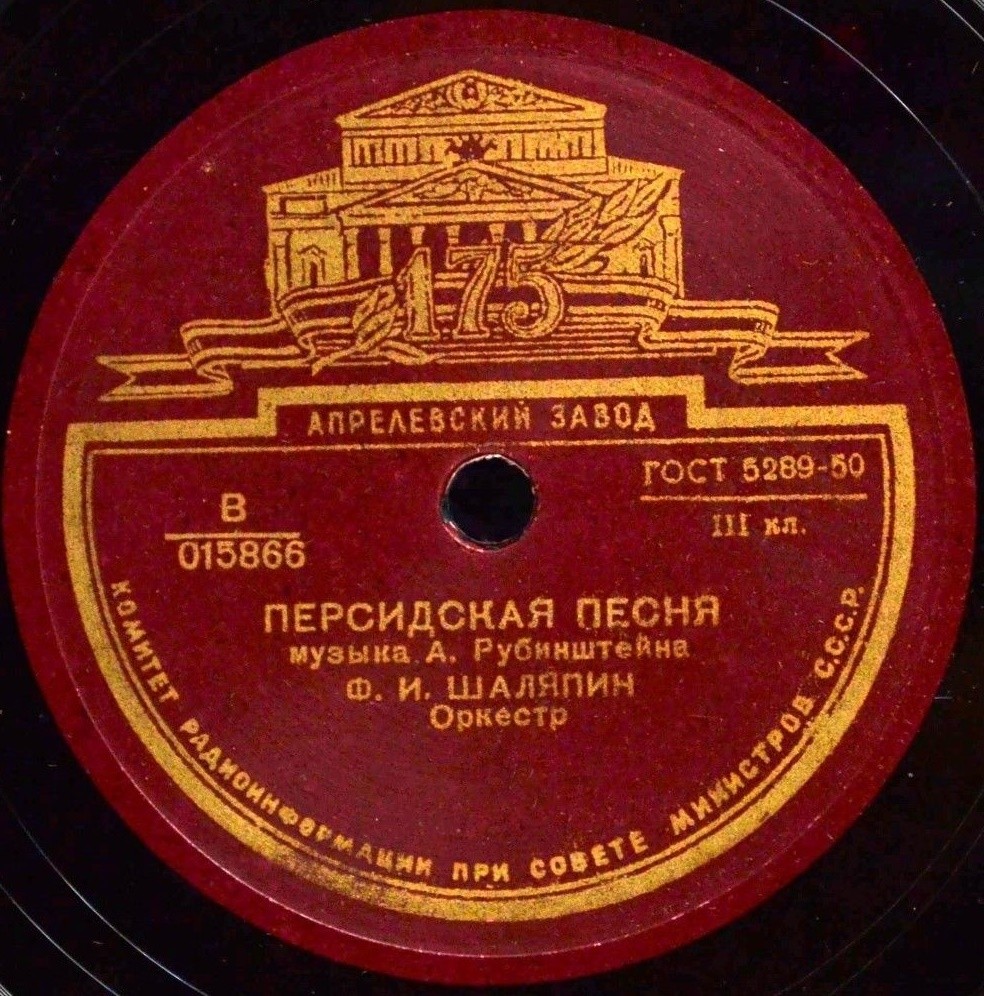 175
АПРЕЛЕВСКИЙ ЗАВОД
ГОСТ 5289-50
III кл.
В
015866
ПЕРСИДСКАЯ ПЕСНЯ
музыка А. Рубинштейна
Ф. И. ШАЛЯПИН
Оркестр
КОМИТЕТ РАДИОИНФОРМАЦИИ ПРИ СОВЕТЕ МИНИСТРОВ С.С.С.Р.